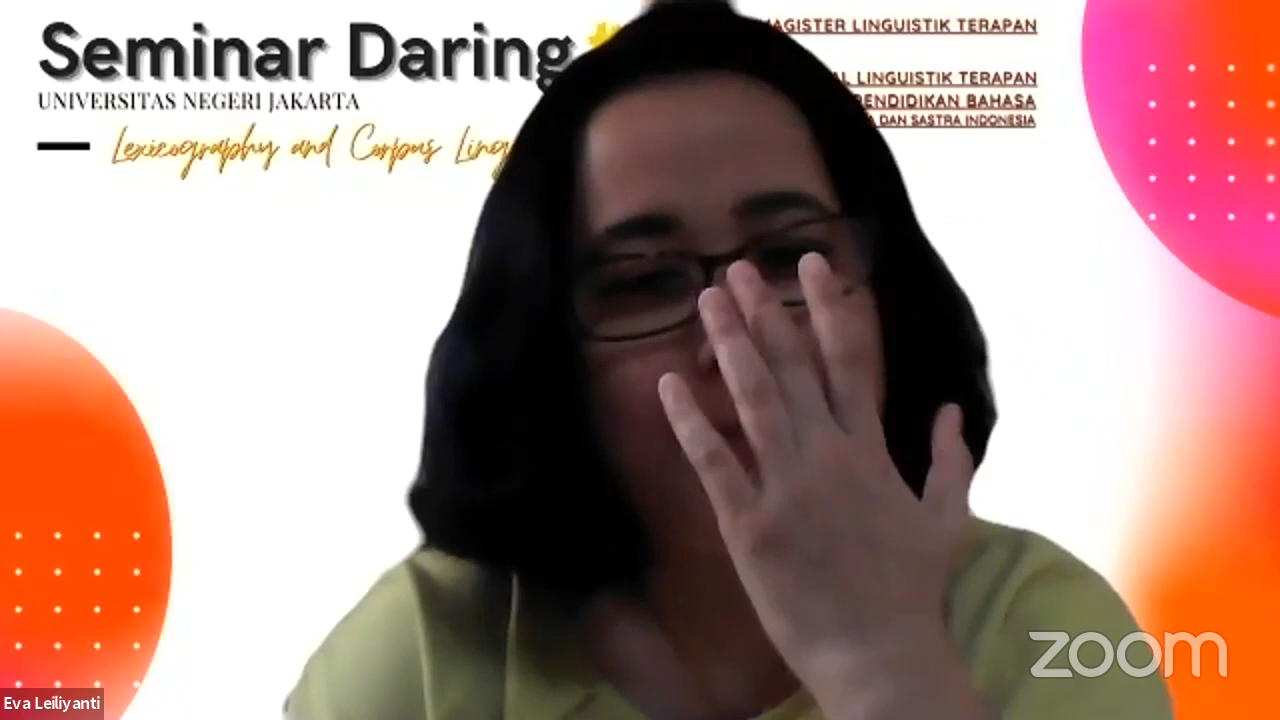 Seminar Daring
UNIVERSITAS NEGERI JAKARTA
Lexicography and Corpus Ling
MAGISTER LINGUISTIK TERAPAN
LINGUISTIK TERAPAN
PENDIDIKAN BAHASA
DAN SASTRA INDONESIA
zoom
Eva Leiliyanti